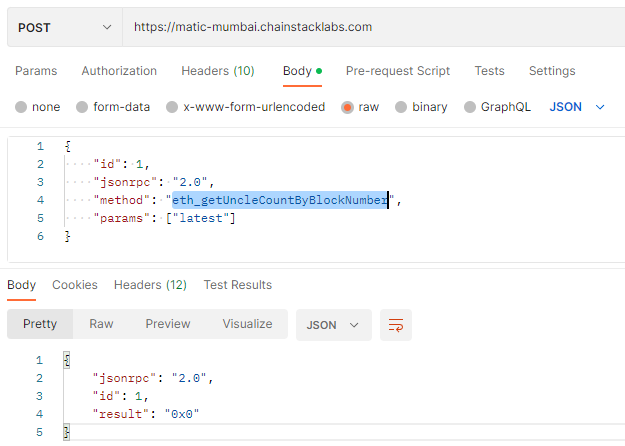 POST https://matic-mumbai.chainstacklabs.com
Params Authorization Headers (10) Body Pre-request Script Tests Settings
none form-data x-www-form-urlencoded raw binary GraphQL JSON
1 {
2 "id": 1,
3 "jsonrpc": "2.0",
4 "method": "eth_getUncleCountByBlockNumber",
5 "params": ["latest"]
6 }
Body Cookies Headers (12) Test Results
Pretty Raw Preview Visualize JSON
1 {
2 "jsonrpc": "2.0",
3 "id": 1,
4 "result": "0x0"
5 }